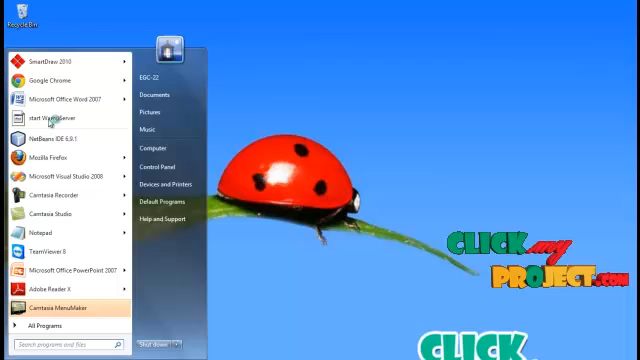 Recycle Bin
SmartDraw 2010
Google Chrome
Microsoft Office Word 2007
start WampServer
NetBeans IDE 6.9.1
Mozilla Firefox
Microsoft Visual Studio 2008
Camtasia Recorder
Camtasia Studio
Notepad
TeamViewer 8
Microsoft Office PowerPoint 2007
Adobe Reader X
Camtasia MenuMaker
All Programs
Search programs and files
EGC-22
Documents
Pictures
Music
Computer
Control Panel
Devices and Printers
Default Programs
Help and Support
Shut down
CLICK my
PROJECT.COM
CLICK